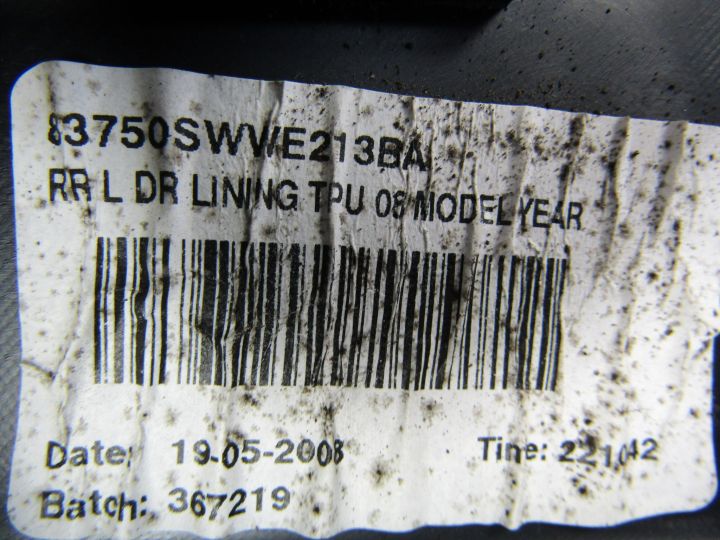 83750SWWE213BA
RR L DR LINING TPU 08 MODEL YEAR
Date: 19-05-2008 Time: 221042
Batch: 367219